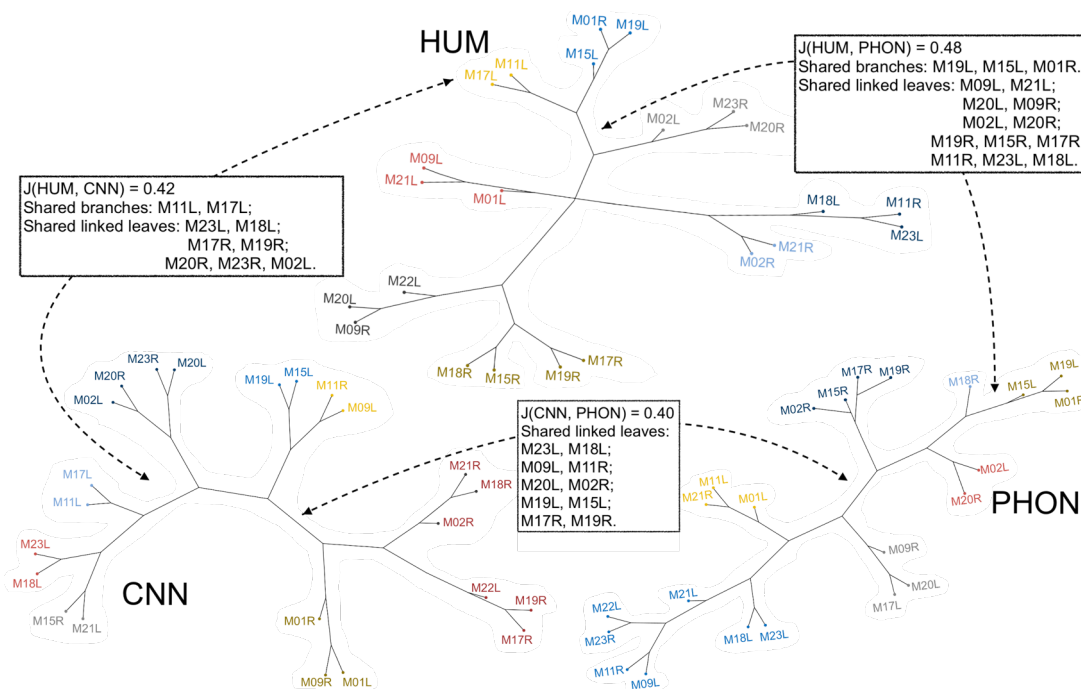 HUM
M01R
M19L
M15L
M11L
M17L
M23R
M02L
M20R
M09L
M21L
M01L
M18L
M11R
M23L
M21R
M02R
M22L
M20L
M09R
M18R
M15R
M19R
M17R
J(HUM, PHON) = 0.48
Shared branches: M19L, M15L, M01R.
Shared linked leaves: M09L, M21L;
M20L, M09R;
M02L, M20R;
M19R, M15R, M17R
M11R, M23L, M18L.
J(HUM, CNN) = 0.42
Shared branches: M11L, M17L;
Shared linked leaves: M23L, M18L;
M17R, M19R;
M20R, M23R, M02L.
J(CNN, PHON) = 0.40
Shared linked leaves:
M23L, M18L;
M09L, M11R;
M20L, M02R;
M19L, M15L;
M17R, M19R.
CNN
M23R
M20L
M20R
M02L
M19L
M15L
M11R
M09L
M17L
M11L
M23L
M18L
M15R
M21L
M21R
M18R
M02R
M22L
M19R
M17R
M01R
M09R
M01L
PHON
M17R
M19R
M15R
M02R
M18R
M19L
M15L
M01R
M02L
M20R
M11L
M21R
M01L
M09R
M20L
M17L
M21L
M22L
M23R
M18L
M23L
M11R
M09L